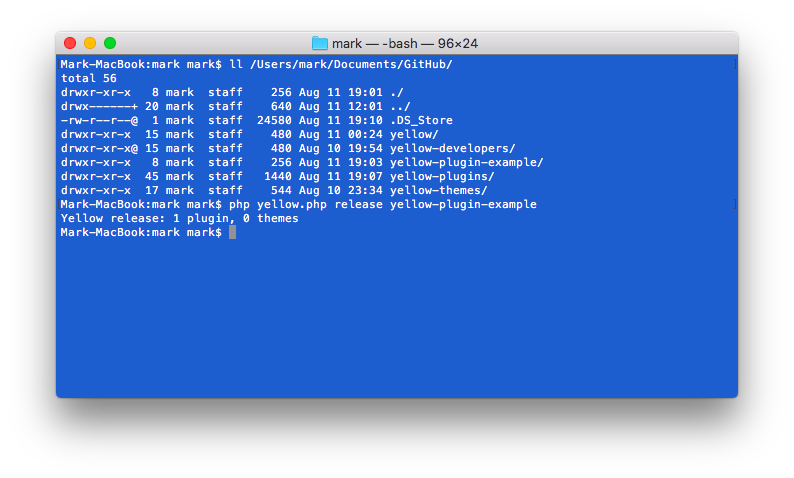 mark — -bash — 96×24
Mark-MacBook:mark mark$ ll /Users/mark/Documents/GitHub/
total 56
drwxr-xr-x   8 mark  staff    256 Aug 11 19:01 ./
drwx------+ 20 mark  staff    640 Aug 11 12:01 ../
-rw-r--r--@  1 mark  staff  24580 Aug 11 19:10 .DS_Store
drwxr-xr-x  15 mark  staff    480 Aug 11 00:24 yellow/
drwxr-xr-x@ 15 mark  staff    480 Aug 10 19:54 yellow-developers/
drwxr-xr-x   8 mark  staff    256 Aug 11 19:03 yellow-plugin-example/
drwxr-xr-x  45 mark  staff   1440 Aug 11 19:07 yellow-plugins/
drwxr-xr-x  17 mark  staff    544 Aug 10 23:34 yellow-themes/
Mark-MacBook:mark mark$ php yellow.php release yellow-plugin-example
Yellow release: 1 plugin, 0 themes
Mark-MacBook:mark mark$